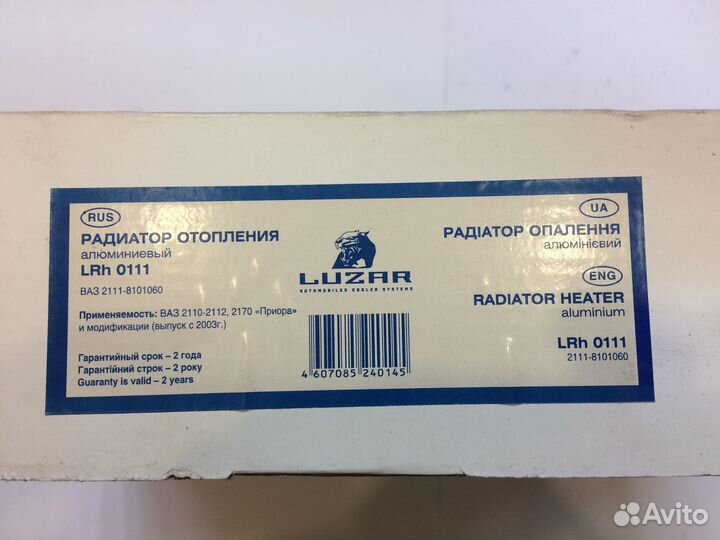 RUS
РАДИАТОР ОТОПЛЕНИЯ
алюминиевый
LRh 0111
ВАЗ 2111-8101060
Применяемость: ВАЗ 2110-2112, 2170 «Приора»
и модификации (выпуск с 2003г.)
Гарантийный срок – 2 года
Гарантійний строк – 2 року
Guaranty is valid – 2 years
LUZAR
AUTOMOBILES COOLER SYSTEMS
4 607085 240145
UA
РАДІАТОР ОПАЛЕННЯ
алюмінієвий
ENG
RADIATOR HEATER
aluminium
LRh 0111
2111-8101060
Avito